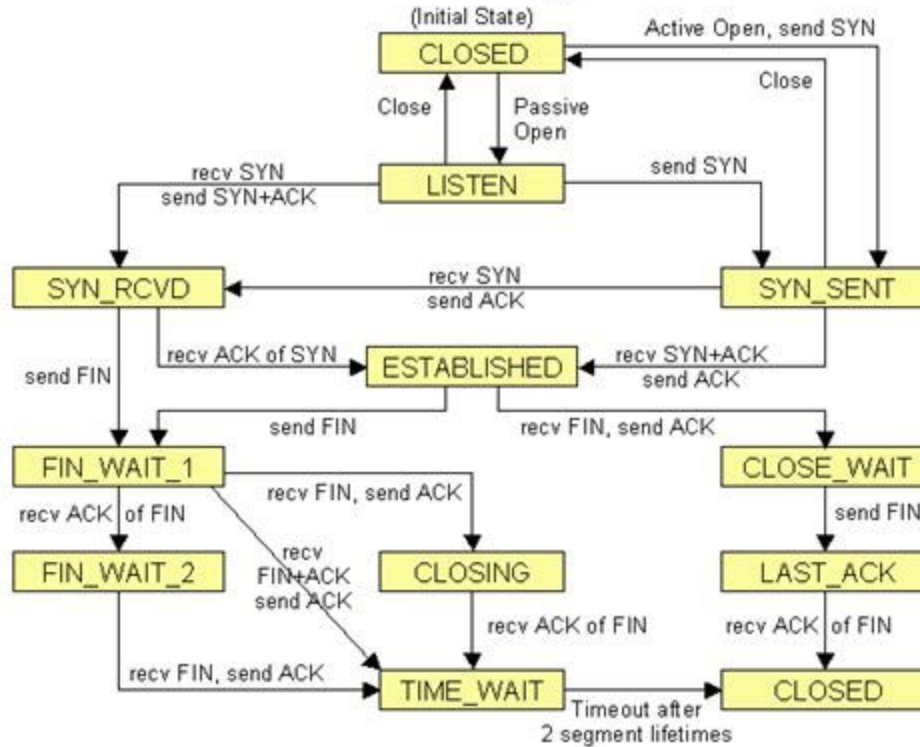 (Initial State)
CLOSED
Active Open, send SYN
Close
Close
Passive
Open
recv SYN
send SYN+ACK
LISTEN
send SYN
SYN_RCVD
recv SYN
send ACK
SYN_SENT
send FIN
recv ACK of SYN
ESTABLISHED
recv SYN+ACK
send ACK
send FIN
recv FIN, send ACK
FIN_WAIT_1
CLOSE_WAIT
recv ACK of FIN
recv FIN, send ACK
send FIN
FIN_WAIT_2
recv
FIN+ACK
send ACK
CLOSING
LAST_ACK
recv ACK of FIN
recv ACK of FIN
recv FIN, send ACK
TIME_WAIT
Timeout after
2 segment lifetimes
CLOSED